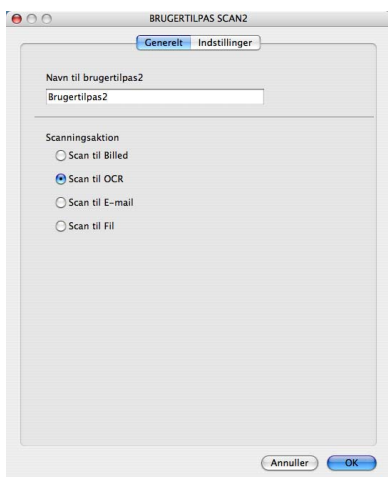 BRUGERTILPAS SCAN2
Generelt Indstillinger
Navn til brugertilpas2
Brugertilpas2
Scanningsaktion
Scan til Billed
Scan til OCR
Scan til E-mail
Scan til Fil
Annuller OK